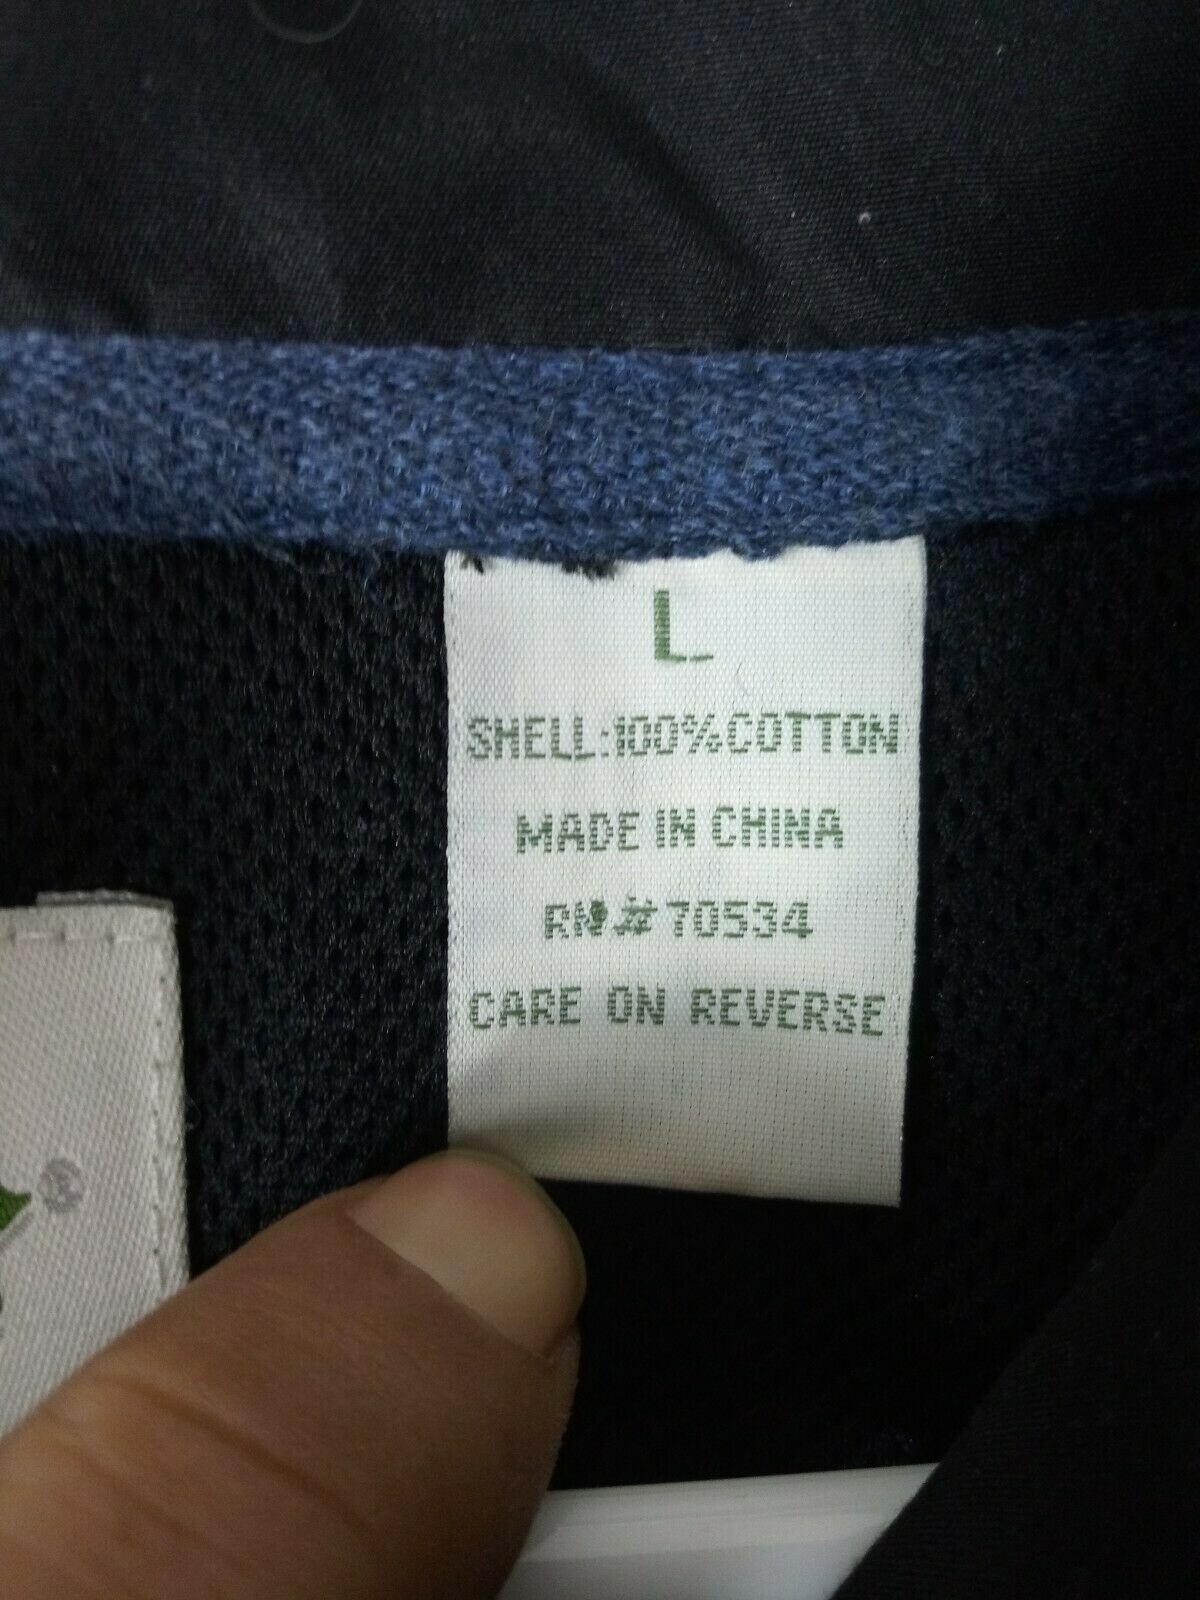 L
SHELL:100%COTTON
MADE IN CHINA
RN# 70534
CARE ON REVERSE
®